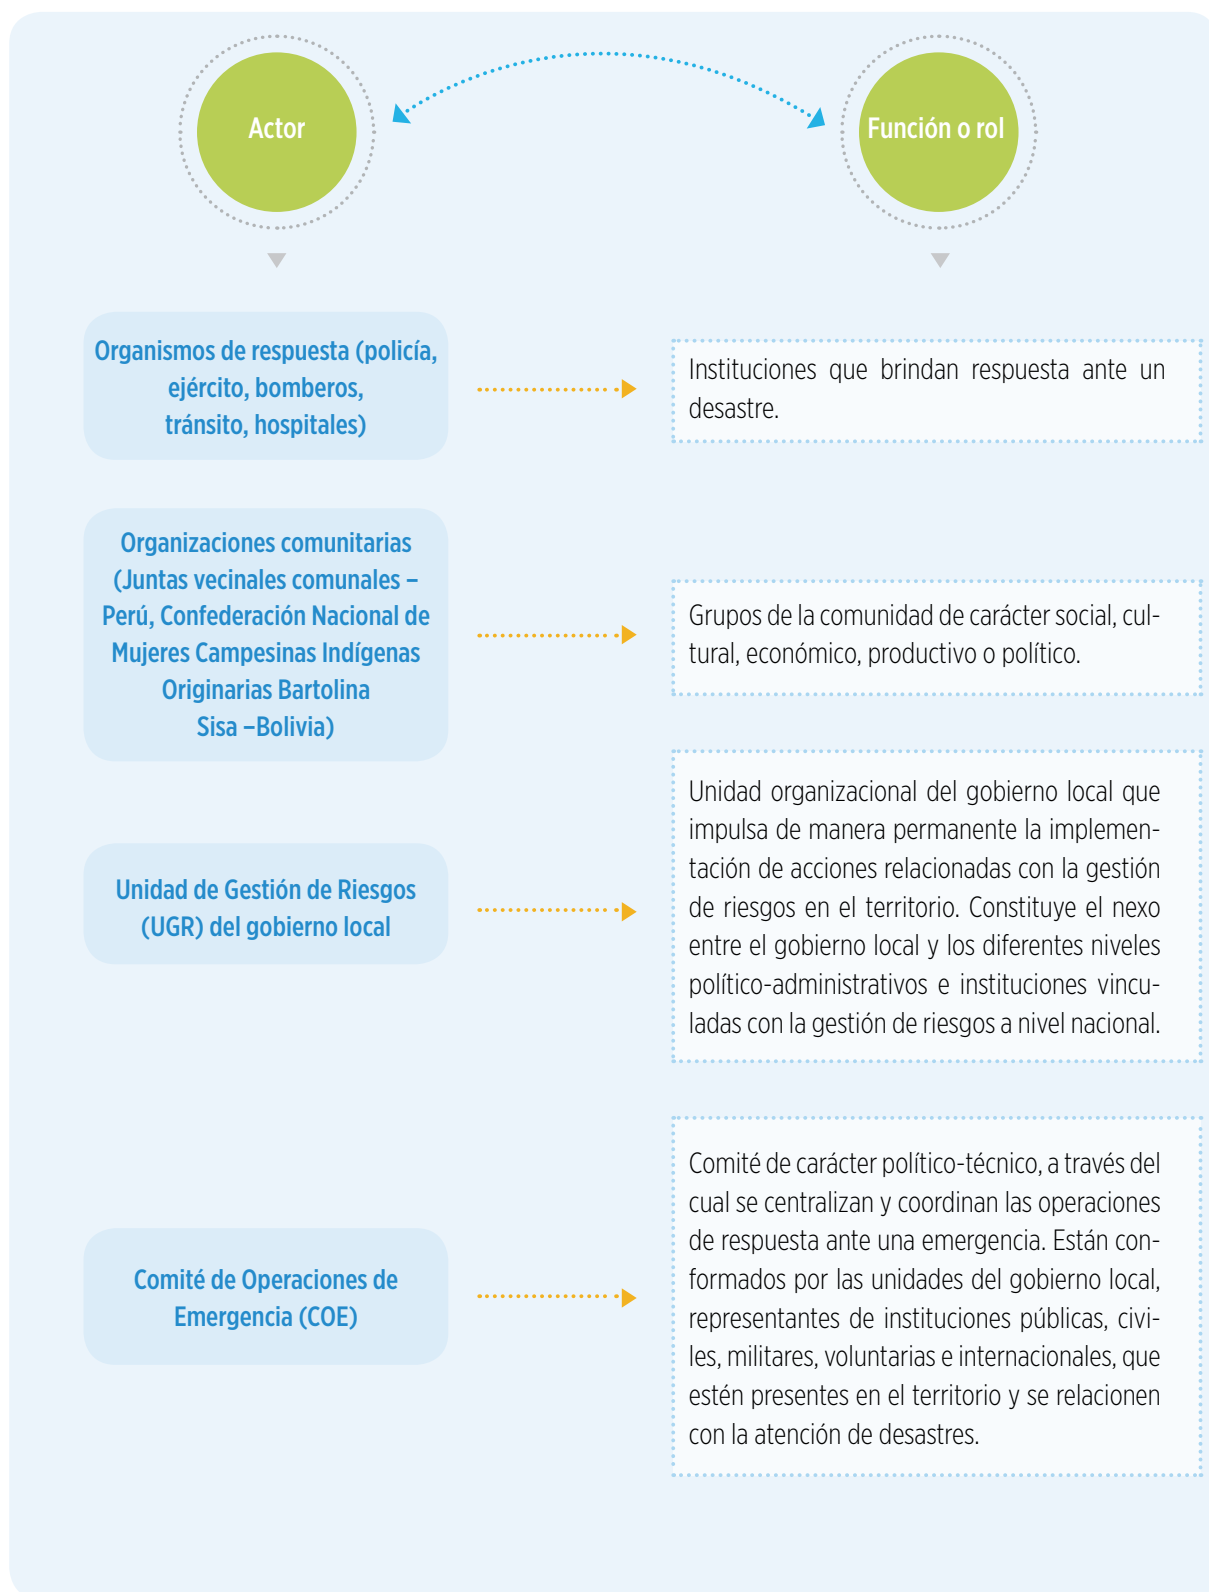 Actor
Función o rol
Organismos de respuesta (policía,
ejército, bomberos,
tránsito, hospitales)
Instituciones que brindan respuesta ante un
desastre.
Organizaciones comunitarias
(Juntas vecinales comunales –
Perú, Confederación Nacional de
Mujeres Campesinas Indígenas
Originarias Bartolina
Sisa –Bolivia)
Grupos de la comunidad de carácter social, cul-
tural, económico, productivo o político.
Unidad de Gestión de Riesgos
(UGR) del gobierno local
Unidad organizacional del gobierno local que
impulsa de manera permanente la implemen-
tación de acciones relacionadas con la gestión
de riesgos en el territorio. Constituye el nexo
entre el gobierno local y los diferentes niveles
político-administrativos e instituciones vincu-
ladas con la gestión de riesgos a nivel nacional.
Comité de Operaciones de
Emergencia (COE)
Comité de carácter político-técnico, a través del
cual se centralizan y coordinan las operaciones
de respuesta ante una emergencia. Están con-
formados por las unidades del gobierno local,
representantes de instituciones públicas, civi-
les, militares, voluntarias e internacionales, que
estén presentes en el territorio y se relacionen
con la atención de desastres.